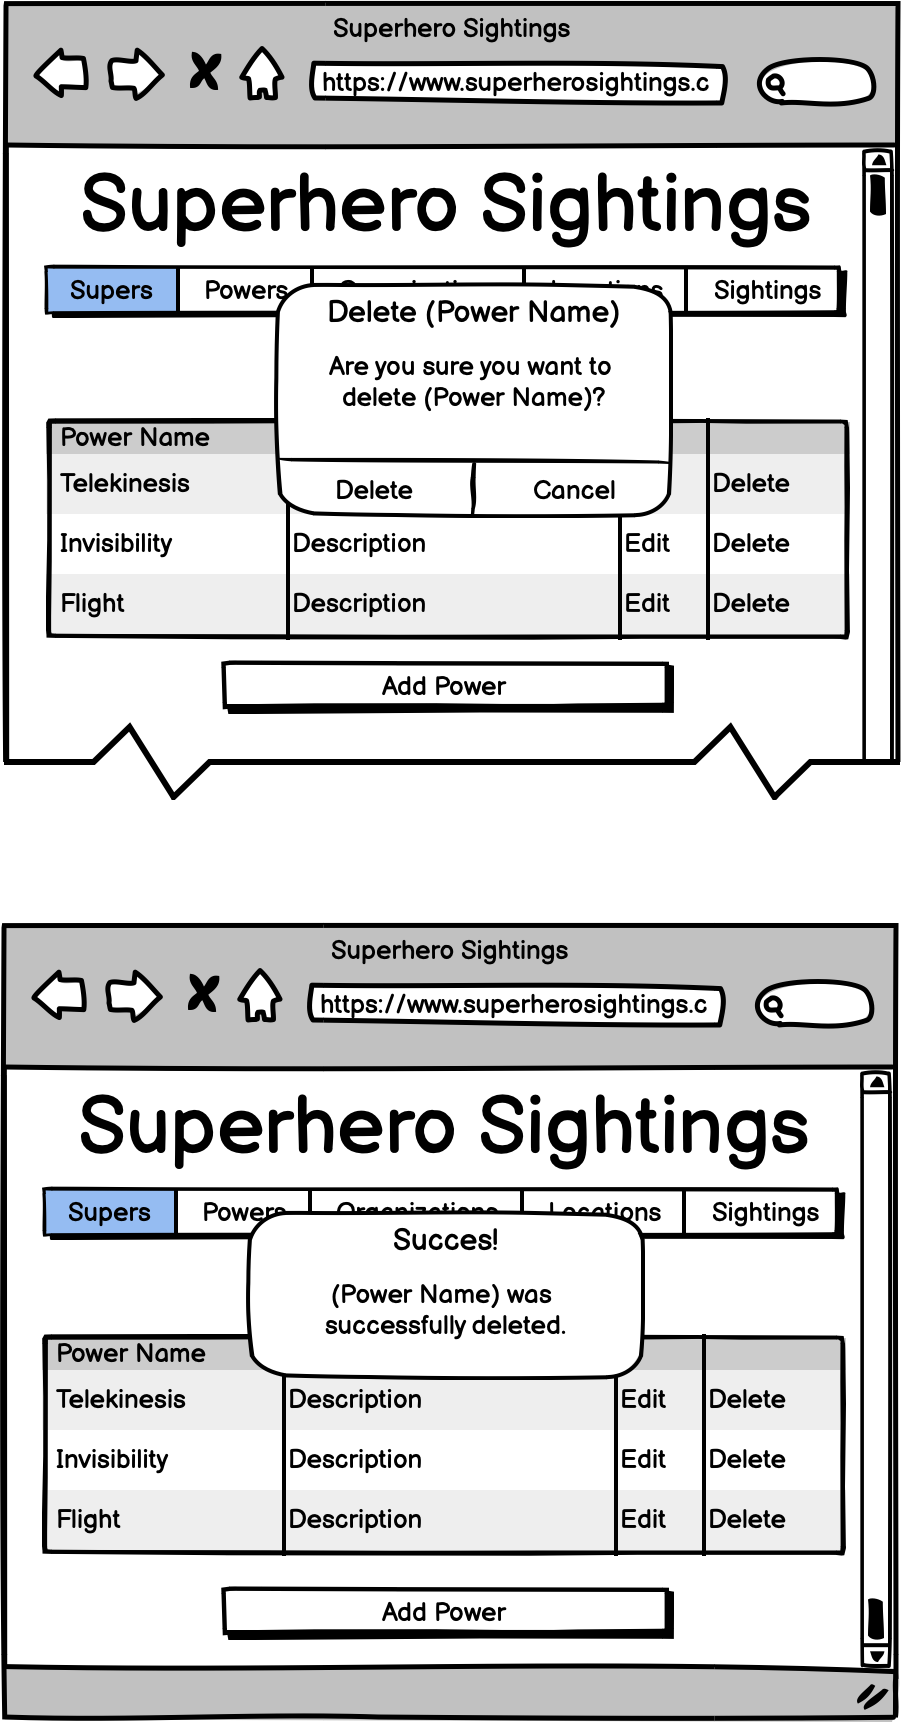 Superhero Sightings
https://www.superherosightings.c
Superhero Sightings
Supers Powers Sightings
Delete (Power Name)
Are you sure you want to
delete (Power Name)?
Delete Cancel
Power Name
Telekinesis Delete
Invisibility Description Edit Delete
Flight Description Edit Delete
Add Power
Superhero Sightings
https://www.superherosightings.c
Superhero Sightings
Supers Powers Organizations Locations Sightings
Succes!
(Power Name) was
successfully deleted.
Power Name
Telekinesis Description Edit Delete
Invisibility Description Edit Delete
Flight Description Edit Delete
Add Power